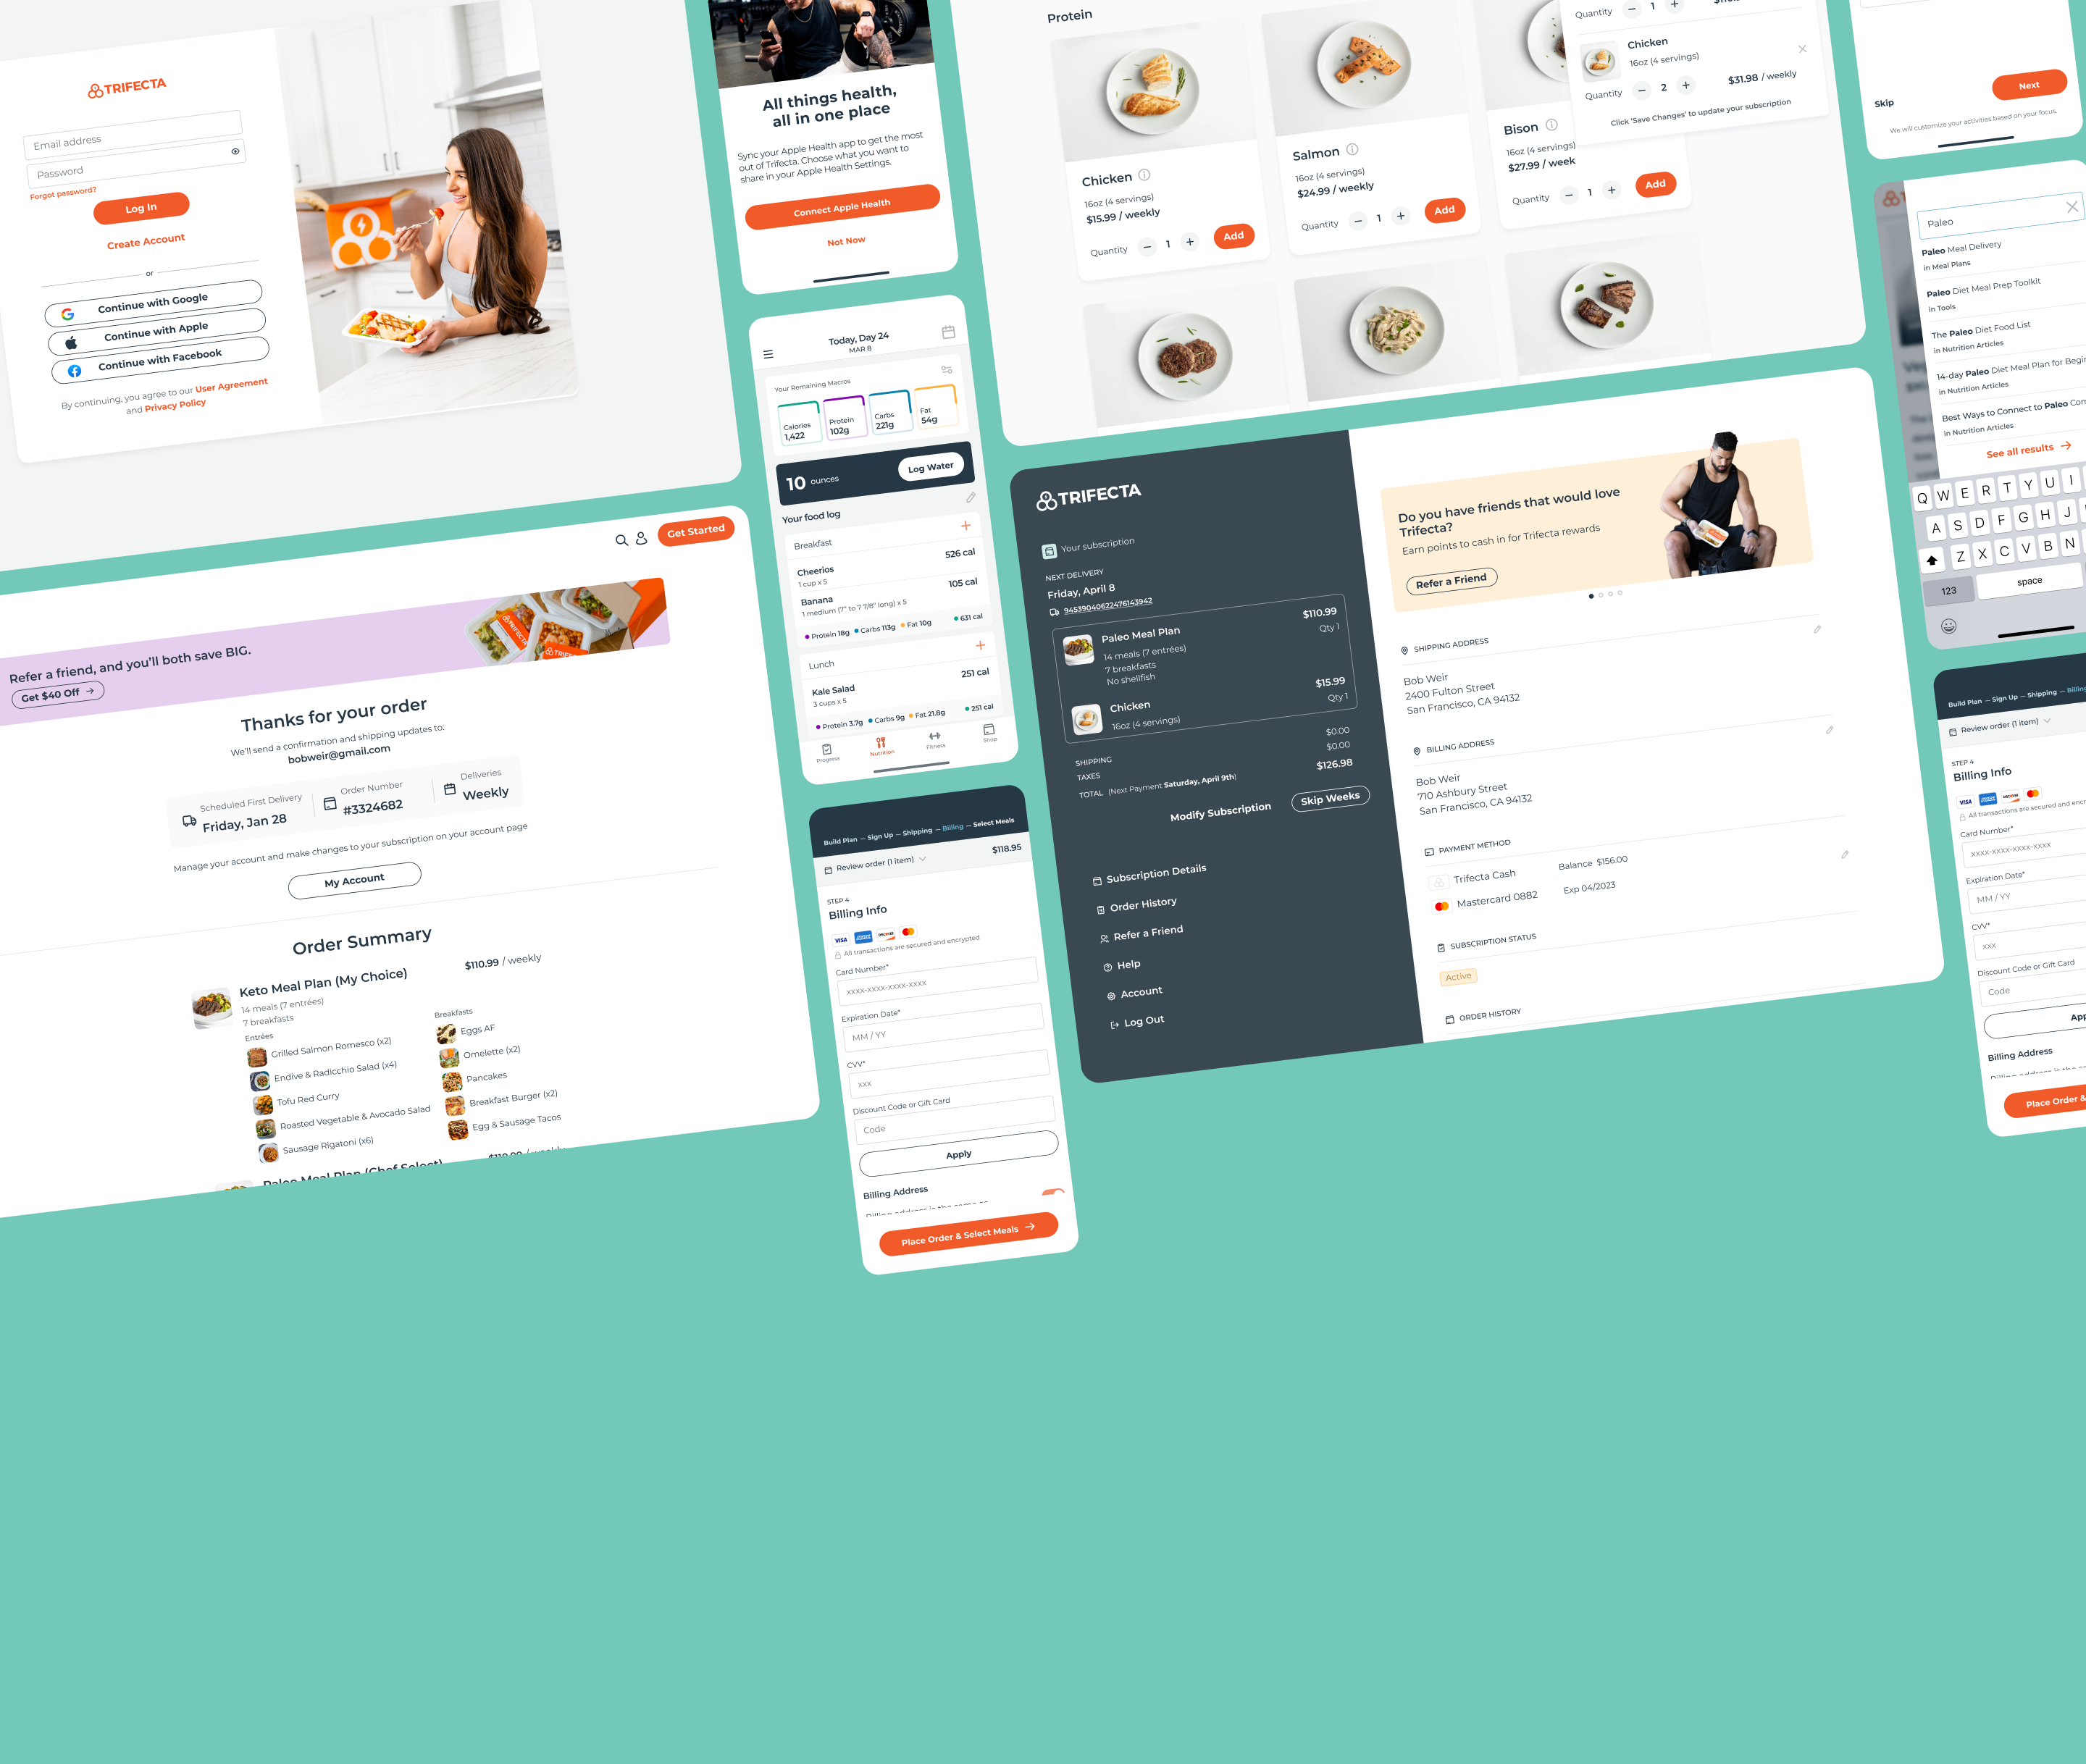 TRIFECTA
Email address
Password
Forgot password?
Log In
Create Account
or
Continue with Google
Continue with Apple
Continue with Facebook
By continuing, you agree to our User Agreement
and Privacy Policy
Get Started
Refer a friend, and you'll both save BIG.
Get $40 Off
TRIFECTA
Thanks for your order
We'll send a confirmation and shipping updates to:
bobweir@gmail.com
Scheduled First Delivery
Friday, Jan 28
Order Number
#3324682
Deliveries
Weekly
Manage your account and make changes to your subscription on your account page
My Account
Order Summary
Keto Meal Plan (My Choice)
$110.99 / weekly
14 meals (7 entrées)
7 breakfasts
Entrées
Grilled Salmon Romesco (x2)
Endive & Radicchio Salad (x4)
Tofu Red Curry
Roasted Vegetable & Avocado Salad
Sausage Rigatoni (x6)
Breakfasts
Eggs AF
Omelette (x2)
Pancakes
Breakfast Burger (x2)
Egg & Sausage Tacos
Paleo Meal Plan (Chef Select)
$110.99 / weekly
All things health,
all in one place
Sync your Apple Health app to get the most
out of Trifecta. Choose what you want to
share in your Apple Health Settings.
Connect Apple Health
Not Now
Today, Day 24
MAR 8
Your Remaining Macros
Calories
1,422
Protein
102g
Carbs
221g
Fat
54g
10 ounces
Log Water
Your food log
Breakfast
Cheerios
1 cup x 5
526 cal
Banana
1 medium (7" to 7 7/8" long) x 5
105 cal
Protein 18g Carbs 113g Fat 10g 631 cal
Lunch
Kale Salad
3 cups x 5
251 cal
Protein 3.7g Carbs 9g Fat 21.8g 251 cal
Progress
Nutrition
Fitness
Shop
Build Plan — Sign Up — Shipping — Billing — Select Meals
Review order (1 item)
$118.95
STEP 4
Billing Info
VISA
DISCOVER
All transactions are secured and encrypted
Card Number*
xxxx-xxxx-xxxx-xxxx
Expiration Date*
MM / YY
CVV*
xxx
Discount Code or Gift Card
Code
Apply
Billing Address
Billing address is the same as
Place Order & Select Meals
Protein
Chicken
16oz (4 servings)
$15.99 / weekly
Quantity
1
Add
Salmon
16oz (4 servings)
$24.99 / weekly
Quantity
1
Add
Bison
16oz (4 servings)
$27.99 / week
Quantity
1
Add
Quantity
1
Chicken
16oz (4 servings)
Quantity
2
$31.98 / weekly
Click 'Save Changes' to update your subscription
TRIFECTA
Your subscription
NEXT DELIVERY
Friday, April 8
94539040622476143942
Paleo Meal Plan
$110.99
14 meals (7 entrées)
Qty 1
7 breakfasts
No shellfish
Chicken
$15.99
16oz (4 servings)
Qty 1
SHIPPING
$0.00
TAXES
$0.00
TOTAL (Next Payment Saturday, April 9th)
$126.98
Modify Subscription
Skip Weeks
Subscription Details
Order History
Refer a Friend
Help
Account
Log Out
Do you have friends that would love
Trifecta?
Earn points to cash in for Trifecta rewards
Refer a Friend
SHIPPING ADDRESS
Bob Weir
2400 Fulton Street
San Francisco, CA 94132
BILLING ADDRESS
Bob Weir
710 Ashbury Street
San Francisco, CA 94132
PAYMENT METHOD
Trifecta Cash
Balance $156.00
Mastercard 0882
Exp 04/2023
SUBSCRIPTION STATUS
Active
ORDER HISTORY
Next
Skip
We will customize your activities based on your focus.
Paleo
Paleo Meal Delivery
in Meal Plans
Paleo Diet Meal Prep Toolkit
in Tools
The Paleo Diet Food List
in Nutrition Articles
14-day Paleo Diet Meal Plan for Begin
in Nutrition Articles
Best Ways to Connect to Paleo Com
in Nutrition Articles
See all results
Q W E R T Y U I
A S D F G H J
Z X C V B N
123
space
Build Plan — Sign Up — Shipping — Billing
Review order (1 item)
STEP 4
Billing Info
VISA
DISCOVER
All transactions are secured and encr
Card Number*
xxxx-xxxx-xxxx-xxxx
Expiration Date*
MM / YY
CVV*
xxx
Discount Code or Gift Card
Code
App
Billing Address
Place Order &